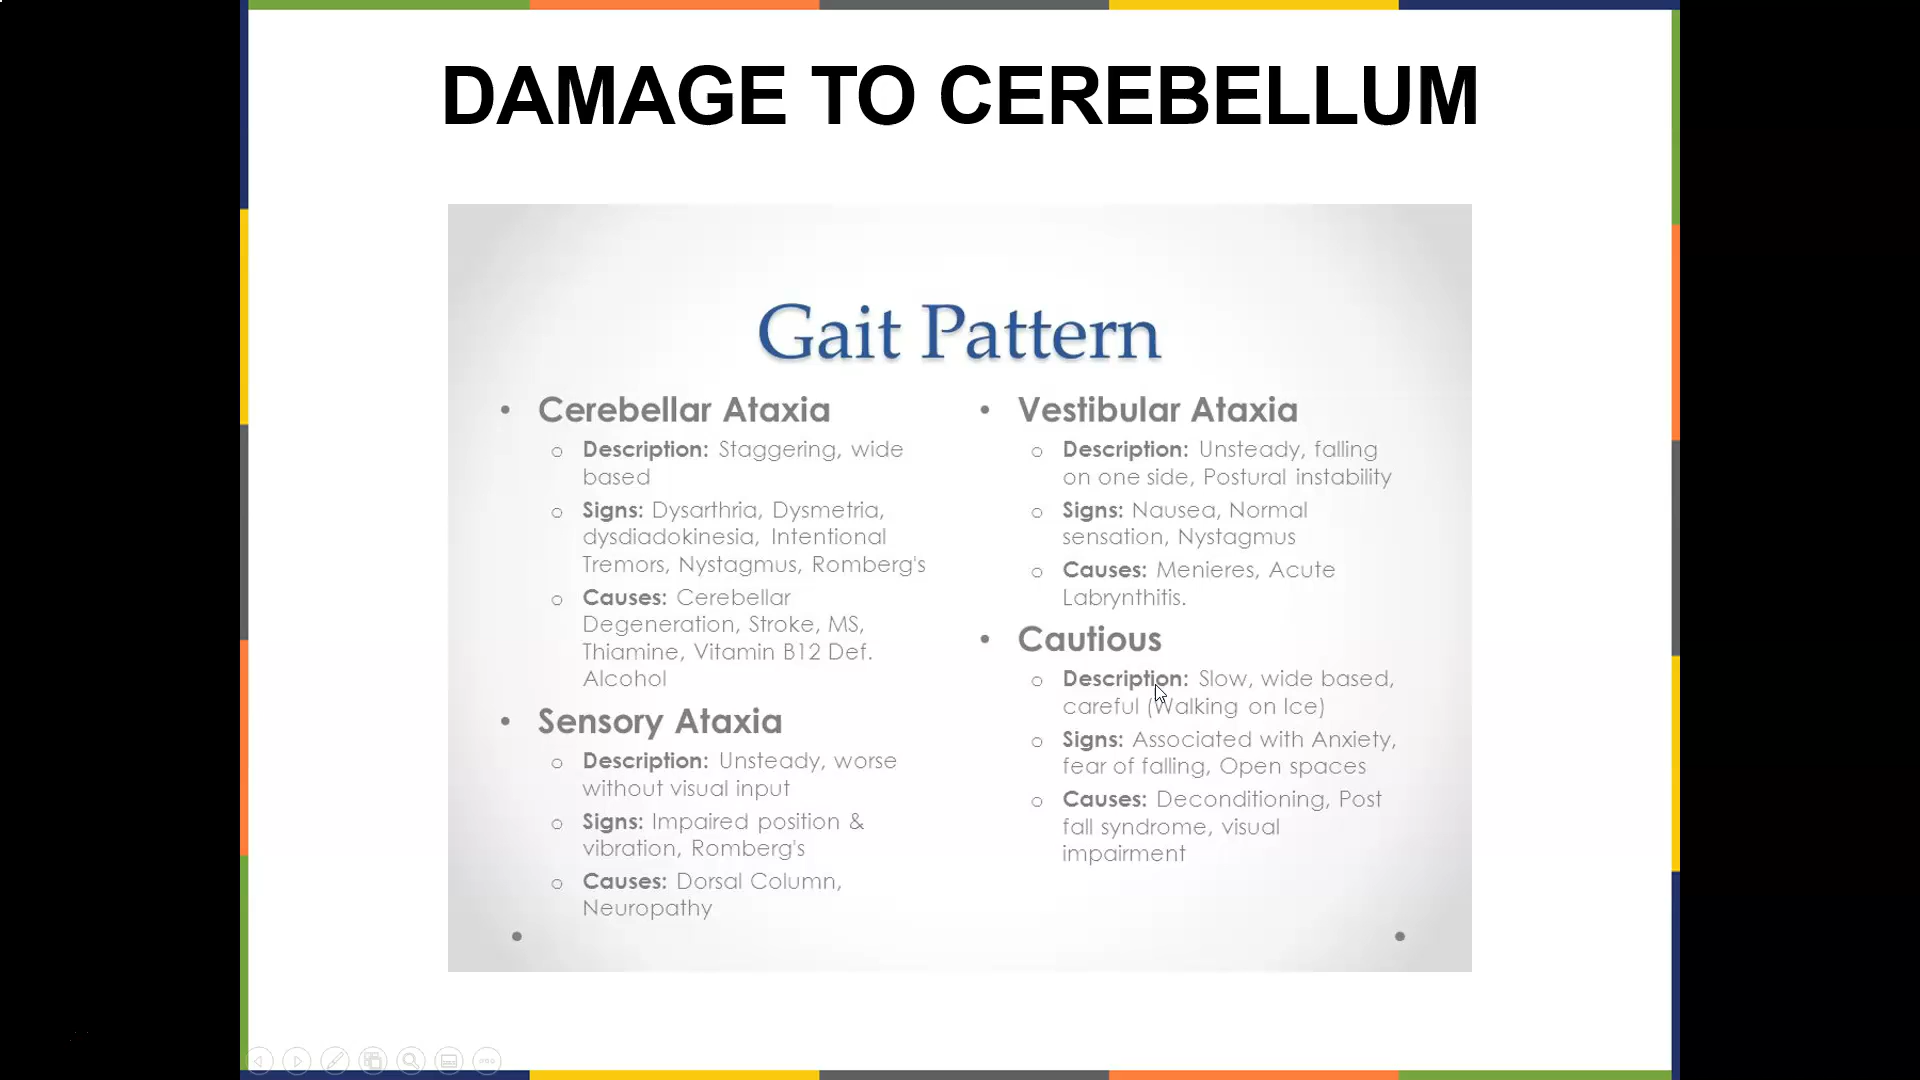 DAMAGE TO CEREBELLUM
Gait Pattern
• Cerebellar Ataxia
o Description: Staggering, wide
based
o Signs: Dysarthria, Dysmetria,
dysdiadokinesia, Intentional
Tremors, Nystagmus, Romberg's
o Causes: Cerebellar
Degeneration, Stroke, MS,
Thiamine, Vitamin B12 Def.
Alcohol
• Sensory Ataxia
o Description: Unsteady, worse
without visual input
o Signs: Impaired position &
vibration, Romberg's
o Causes: Dorsal Column,
Neuropathy
• Vestibular Ataxia
o Description: Unsteady, falling
on one side, Postural instability
o Signs: Nausea, Normal
sensation, Nystagmus
o Causes: Menieres, Acute
Labrynthitis.
• Cautious
o Description: Slow, wide based,
careful (Walking on Ice)
o Signs: Associated with Anxiety,
fear of falling, Open spaces
o Causes: Deconditioning, Post
fall syndrome, visual
impairment